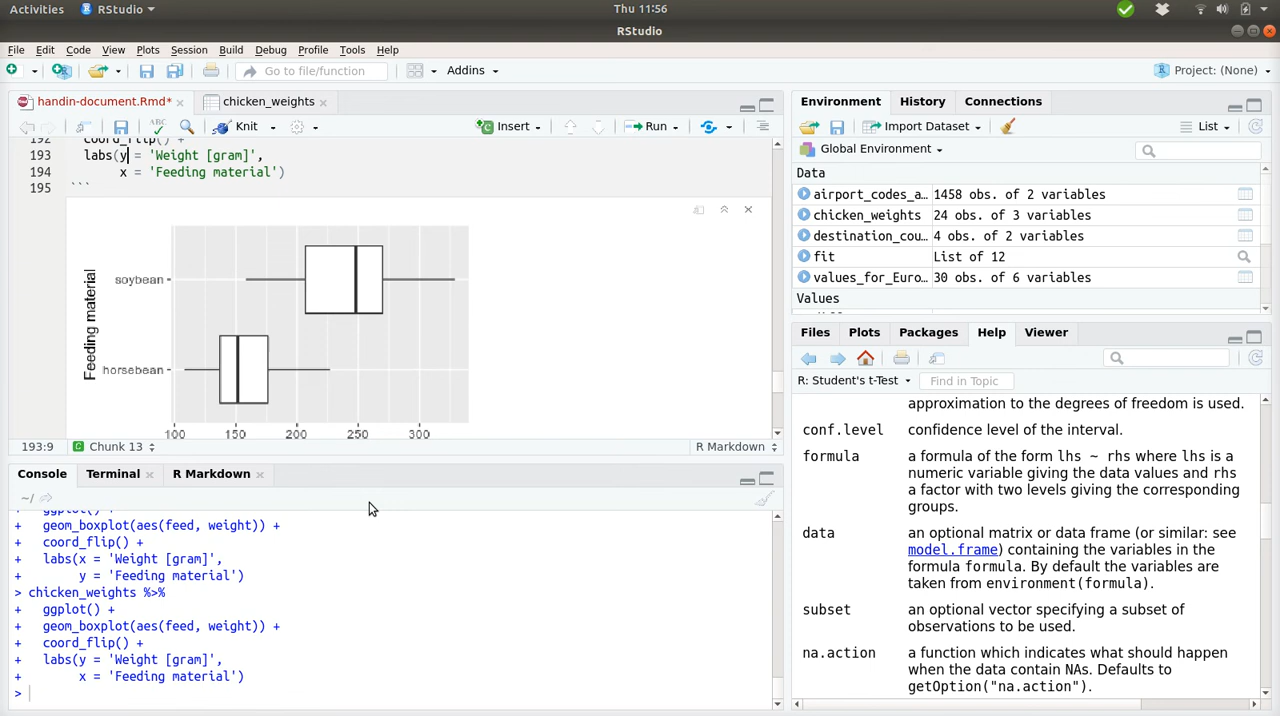 Activities RStudio Thu 11:56
RStudio
File Edit Code View Plots Session Build Debug Profile Tools Help
Go to file/function Addins Project: (None)
handin-document.Rmd* chicken_weights
Knit Insert Run
192 coord_flip() +
193 labs(y = 'Weight [gram]',
194 x = 'Feeding material')
195 ```
Feeding material
soybean
horsebean
100 150 200 250 300
193:9 Chunk 13 R Markdown
Console Terminal R Markdown
~/
+ ggplot() +
+ geom_boxplot(aes(feed, weight)) +
+ coord_flip() +
+ labs(x = 'Weight [gram]',
+ y = 'Feeding material')
> chicken_weights %>%
+ ggplot() +
+ geom_boxplot(aes(feed, weight)) +
+ coord_flip() +
+ labs(y = 'Weight [gram]',
+ x = 'Feeding material')
>
Environment History Connections
Import Dataset List
Global Environment
Data
airport_codes_a… 1458 obs. of 2 variables
chicken_weights 24 obs. of 3 variables
destination_cou… 4 obs. of 2 variables
fit List of 12
values_for_Euro… 30 obs. of 6 variables
Values
Files Plots Packages Help Viewer
R: Student's t-Test Find in Topic
approximation to the degrees of freedom is used.
conf.level confidence level of the interval.
formula a formula of the form lhs ~ rhs where lhs is a
numeric variable giving the data values and rhs
a factor with two levels giving the corresponding
groups.
data an optional matrix or data frame (or similar: see
model.frame) containing the variables in the
formula formula. By default the variables are
taken from environment(formula).
subset an optional vector specifying a subset of
observations to be used.
na.action a function which indicates what should happen
when the data contain NAs. Defaults to
getOption("na.action").